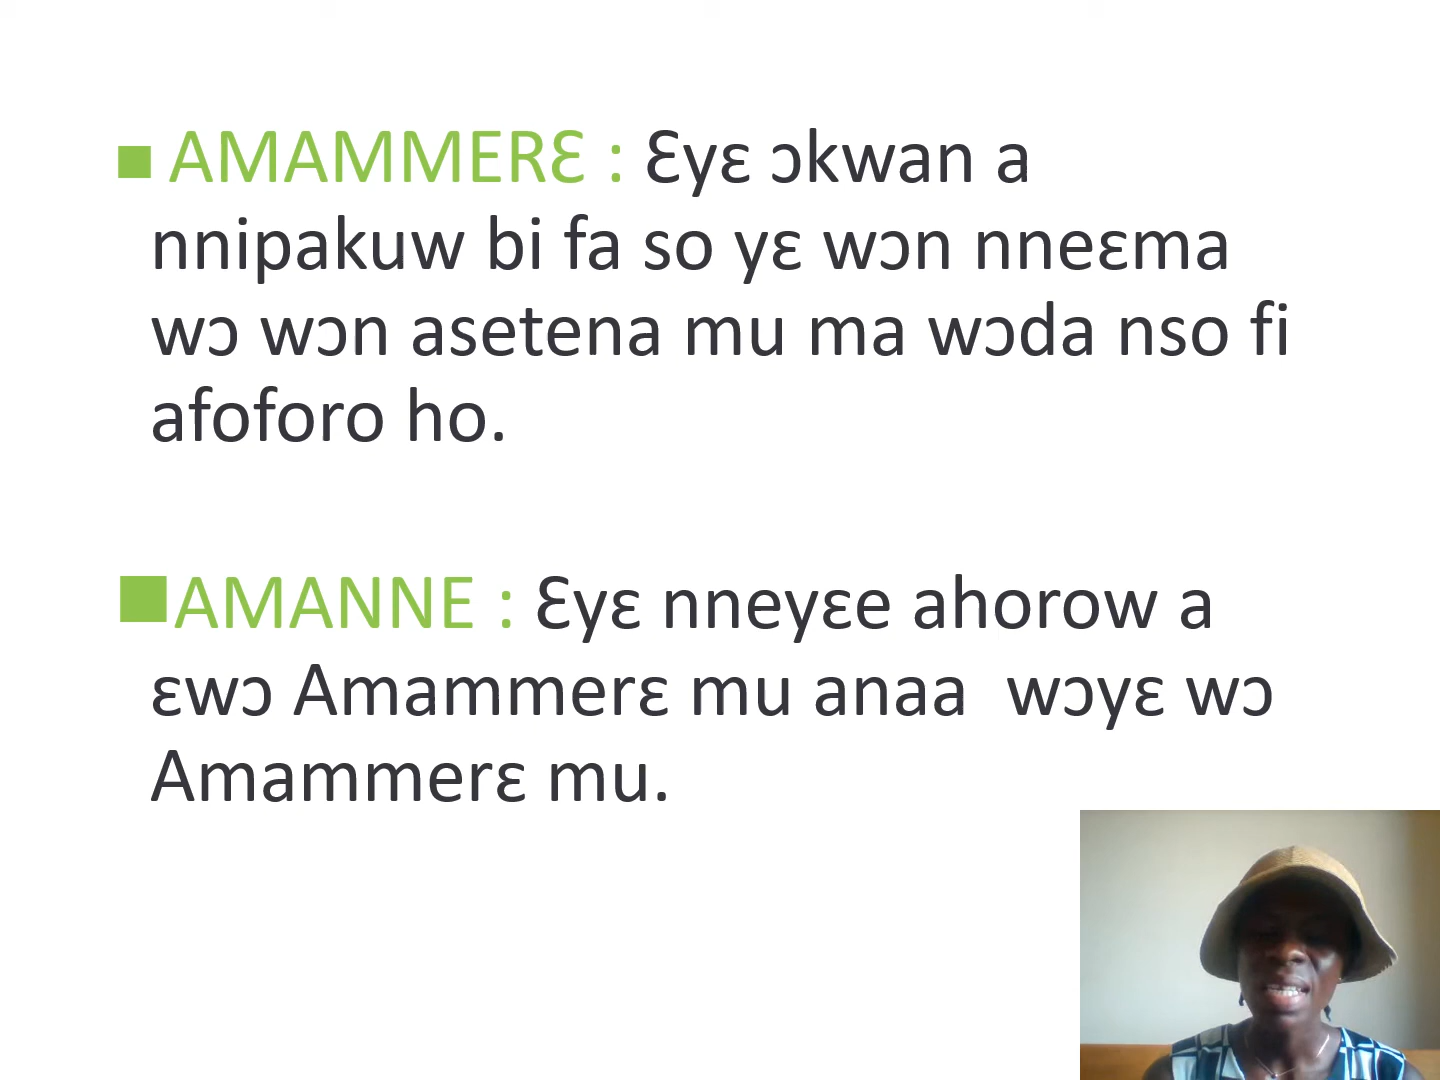 AMAMMERƐ : Ɛyɛ ɔkwan a
nnipakuw bi fa so yɛ wɔn nneɛma
wɔ wɔn asetena mu ma wɔda nso fi
afoforo ho.
AMANNE : Ɛyɛ nneyɛe ahorow a
ɛwɔ Amammerɛ mu anaa wɔyɛ wɔ
Amammerɛ mu.